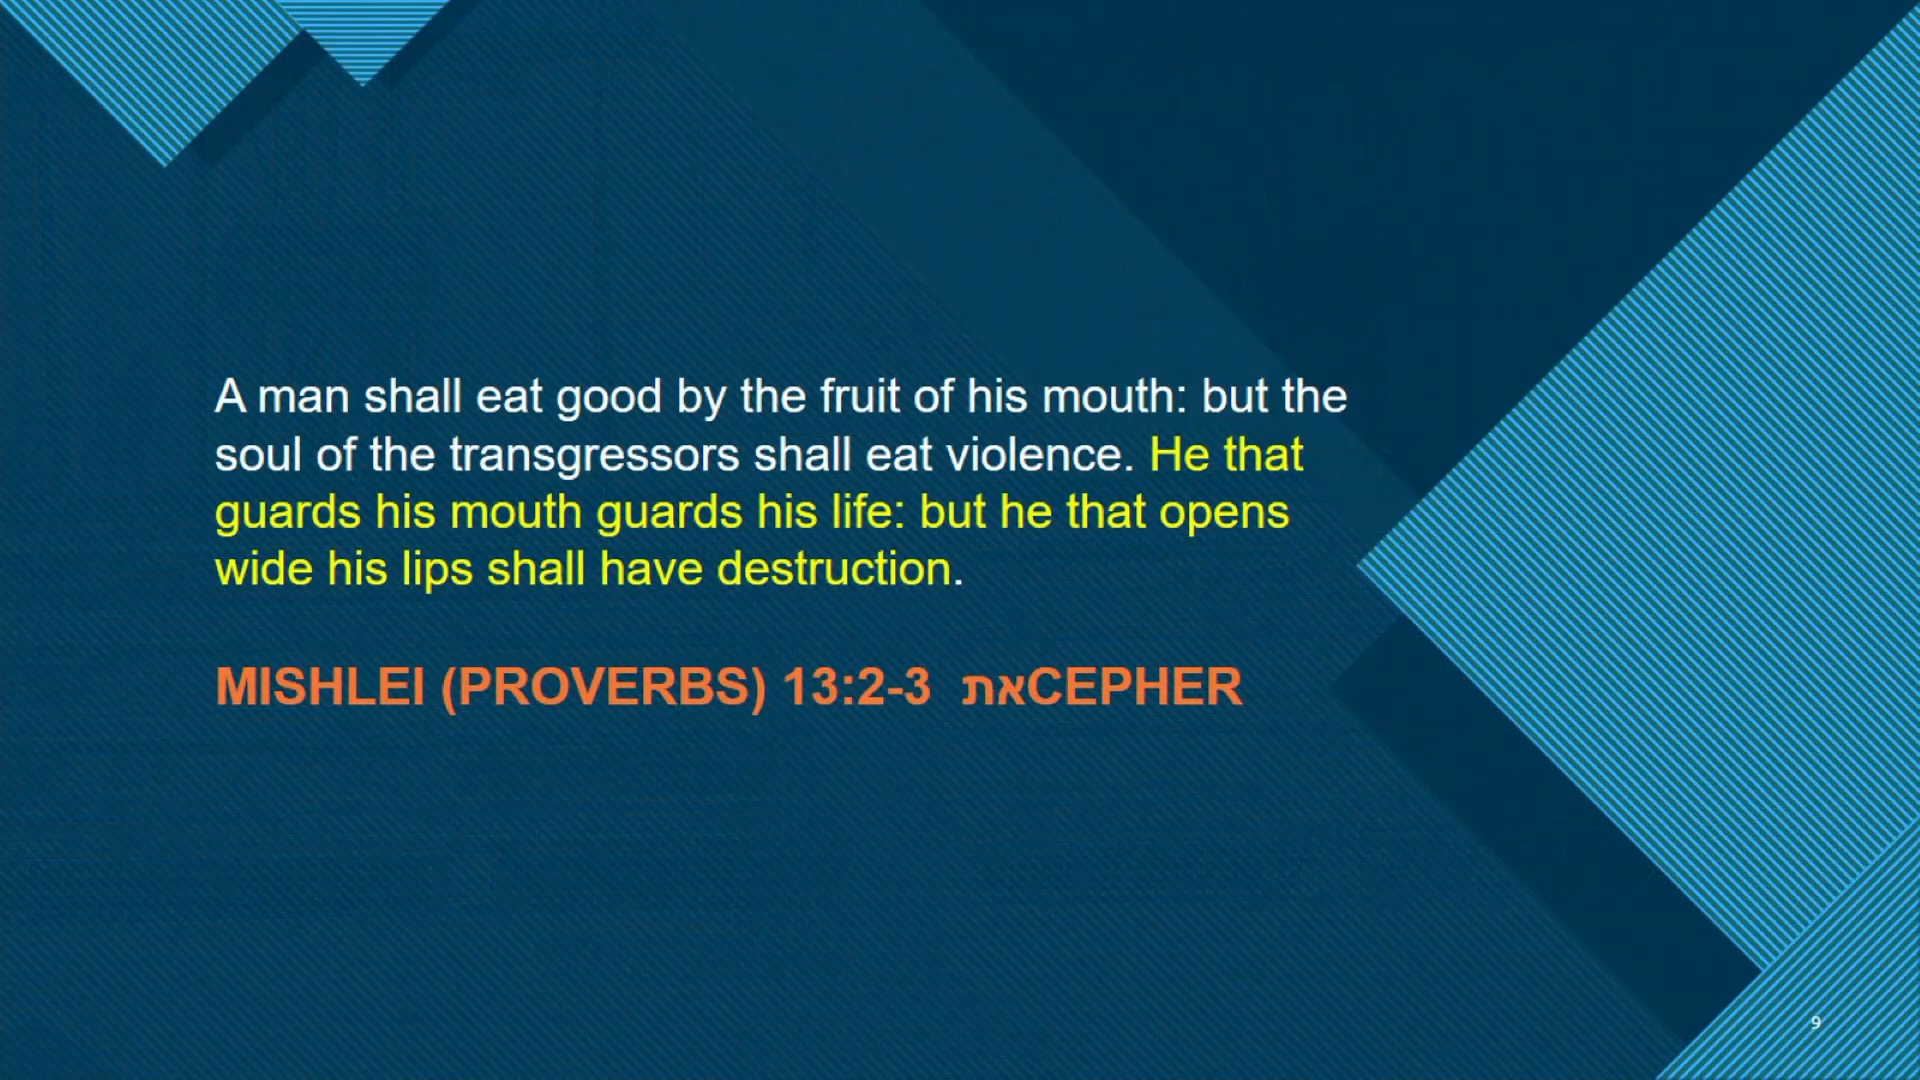 A man shall eat good by the fruit of his mouth: but the
soul of the transgressors shall eat violence. He that
guards his mouth guards his life: but he that opens
wide his lips shall have destruction.
MISHLEI (PROVERBS) 13:2-3 את CEPHER
9